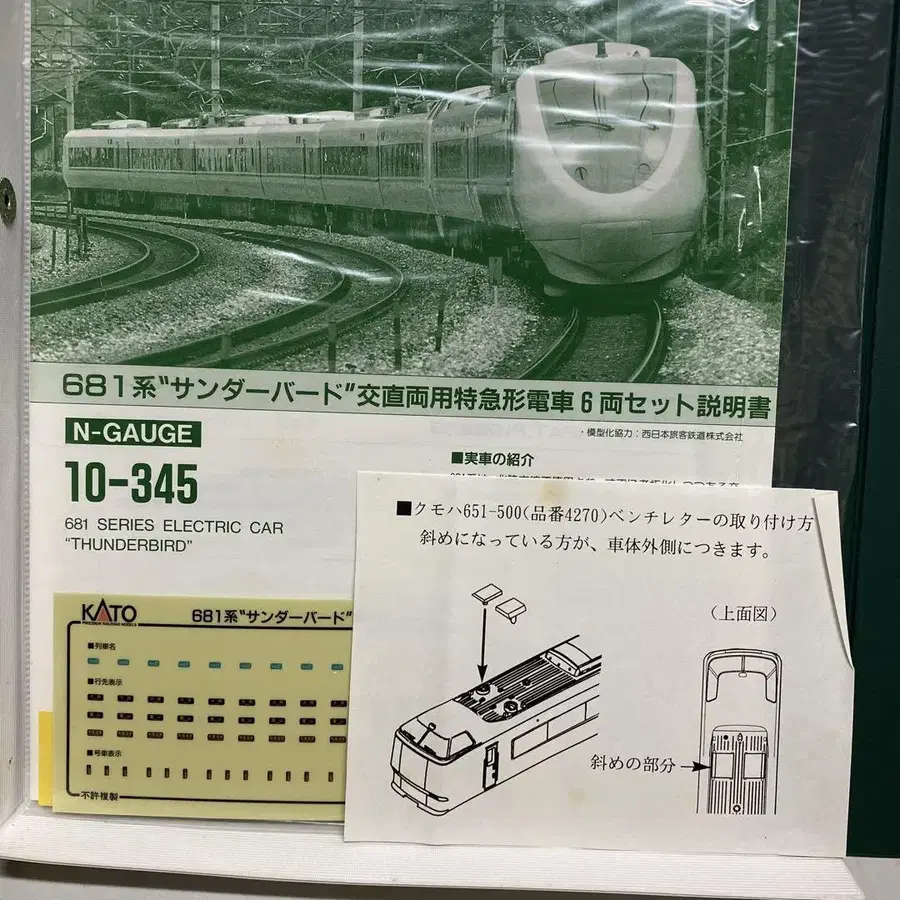 681系"サンダーバード"交直両用特急形電車6両セット説明書
・模型化協力：西日本旅客鉄道株式会社
N-GAUGE
10-345
681 SERIES ELECTRIC CAR
"THUNDERBIRD"
■実車の紹介
■クモハ651-500(品番4270)ベンチレターの取り付け方
斜めになっている方が、車体外側につきます。
(上面図)
斜めの部分
KATO
PRECISION RAILROAD MODELS
681系"サンダーバード"
■列車名
■行先表示
■号車表示
不許複製